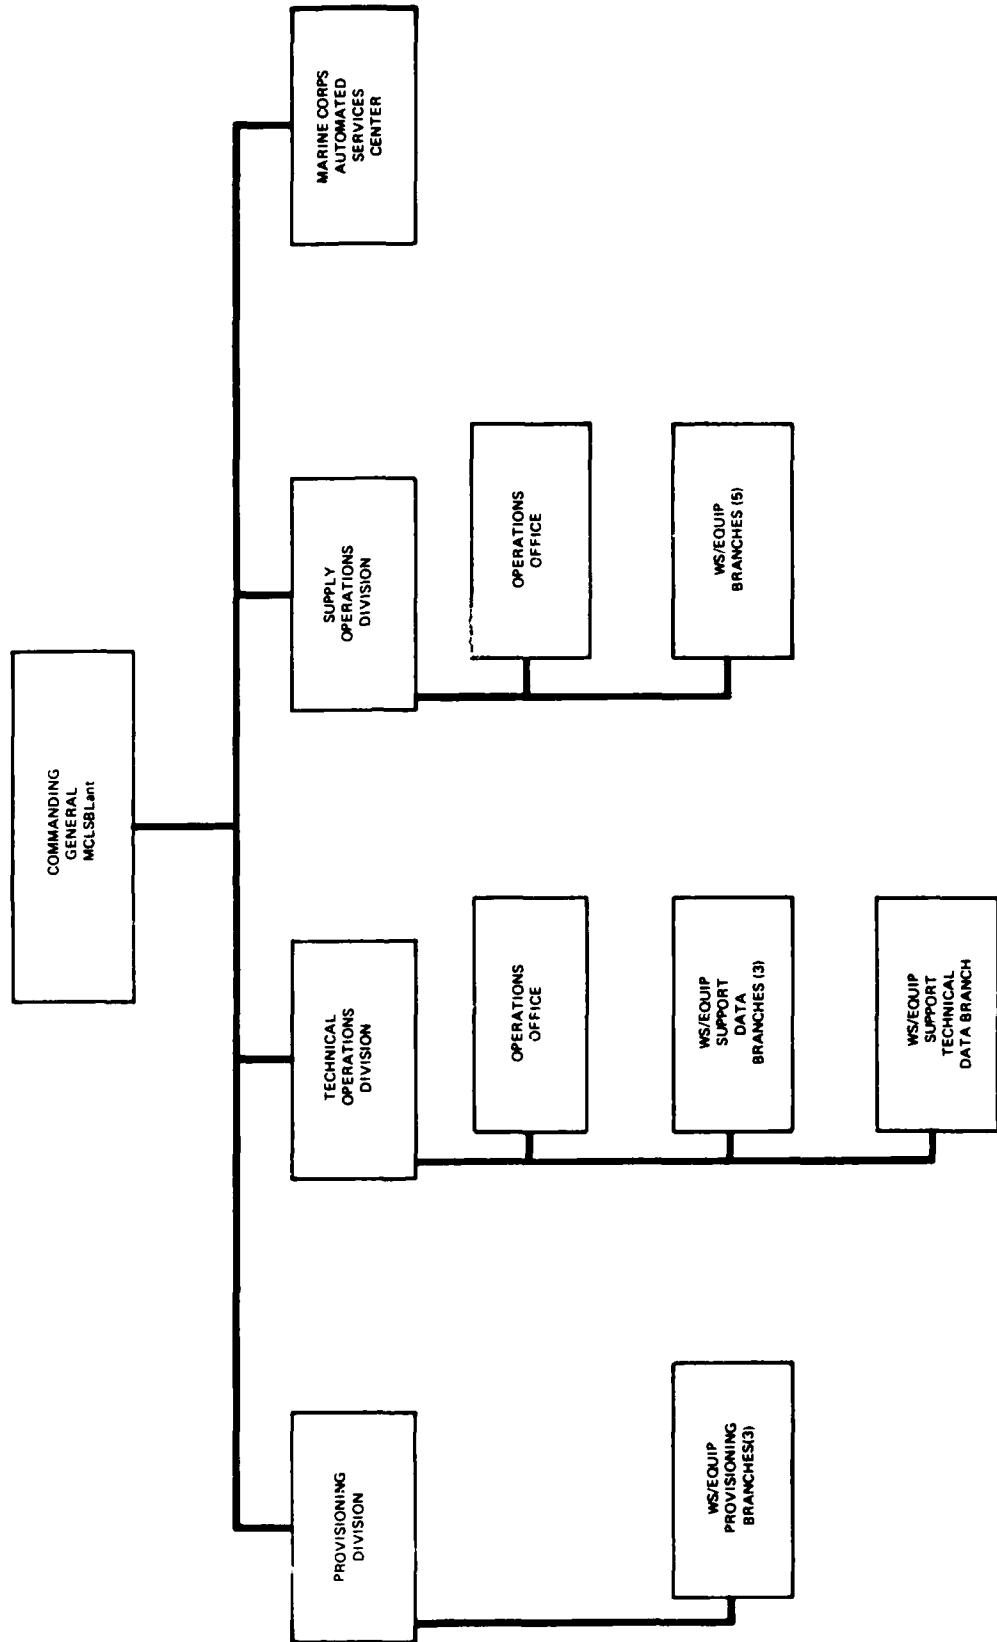 COMMANDING
GENERAL
MCLSBLant
PROVISIONING
DIVISION
TECHNICAL
OPERATIONS
DIVISION
SUPPLY
OPERATIONS
DIVISION
MARINE CORPS
AUTOMATED
SERVICES
CENTER
OPERATIONS
OFFICE
OPERATIONS
OFFICE
WS/EQUIP
PROVISIONING
BRANCHES(3)
WS/EQUIP
SUPPORT
DATA
BRANCHES (3)
WS/EQUIP
BRANCHES (5)
WS/EQUIP
SUPPORT
TECHNICAL
DATA BRANCH